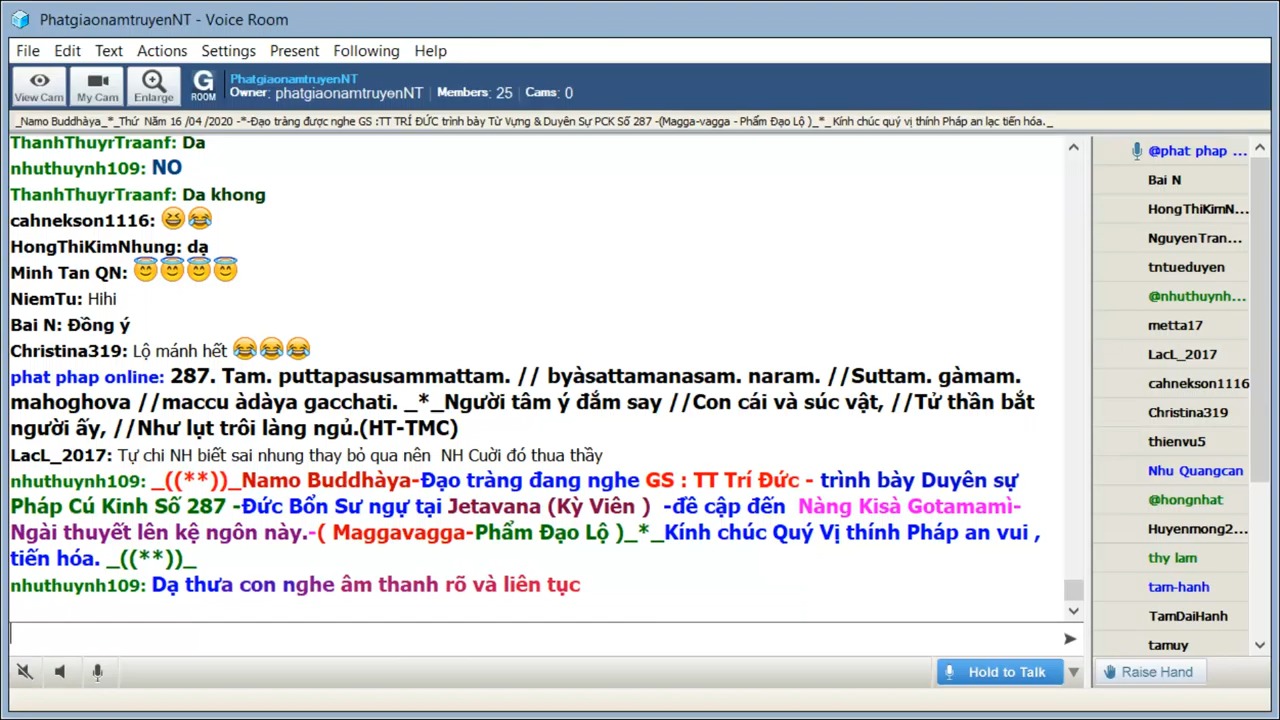 PhatgiaonamtruyenNT - Voice Room
File Edit Text Actions Settings Present Following Help
View Cam My Cam Enlarge G ROOM
PhatgiaonamtruyenNT
Owner: phatgiaonamtruyenNT Members: 25 Cams: 0
_Namo Buddhàya_*_Thứ Năm 16 /04 /2020 -*-Đạo tràng được nghe GS :TT TRÍ ĐỨC trình bày Từ Vựng & Duyên Sự PCK Số 287 -(Magga-vagga - Phẩm Đạo Lộ )_*_ Kính chúc quý vị thính Pháp an lạc tiến hóa._
ThanhThuyrTraanf: Da
nhuthuynh109: NO
ThanhThuyrTraanf: Da khong
cahnekson1116: 😆😂
HongThiKimNhung: dạ
Minh Tan QN: 😇😇😇😇
NiemTu: Hihi
Bai N: Đồng ý
Christina319: Lộ mánh hết 😂😂😂
phat phap online: 287. Tam. puttapasusammattam. // byàsattamanasam. naram. //Suttam. gàmam.
mahoghova //maccu àdàya gacchati. _*_Người tâm ý đắm say //Con cái và súc vật, //Tử thần bắt
người ấy, //Như lụt trôi làng ngủ.(HT-TMC)
LacL_2017: Tự chi NH biết sai nhung thay bỏ qua nên NH Cuời đó thua thầy
nhuthuynh109: _((**))_Namo Buddhàya-Đạo tràng đang nghe GS : TT Trí Đức - trình bày Duyên sự
Pháp Cú Kinh Số 287 -Đức Bổn Sư ngự tại Jetavana (Kỳ Viên ) -đề cập đến Nàng Kisà Gotamamì-
Ngài thuyết lên kệ ngôn này.-( Maggavagga-Phẩm Đạo Lộ )_*_Kính chúc Quý Vị thính Pháp an vui ,
tiến hóa. _((**))_
nhuthuynh109: Dạ thưa con nghe âm thanh rõ và liên tục
@phat phap ...
Bai N
HongThiKimN...
NguyenTran...
tntueduyen
@nhuthuynh...
metta17
LacL_2017
cahnekson1116
Christina319
thienvu5
Nhu Quangcan
@hongnhat
Huyenmong2...
thy lam
tam-hanh
TamDaiHanh
tamuy
Hold to Talk
Raise Hand